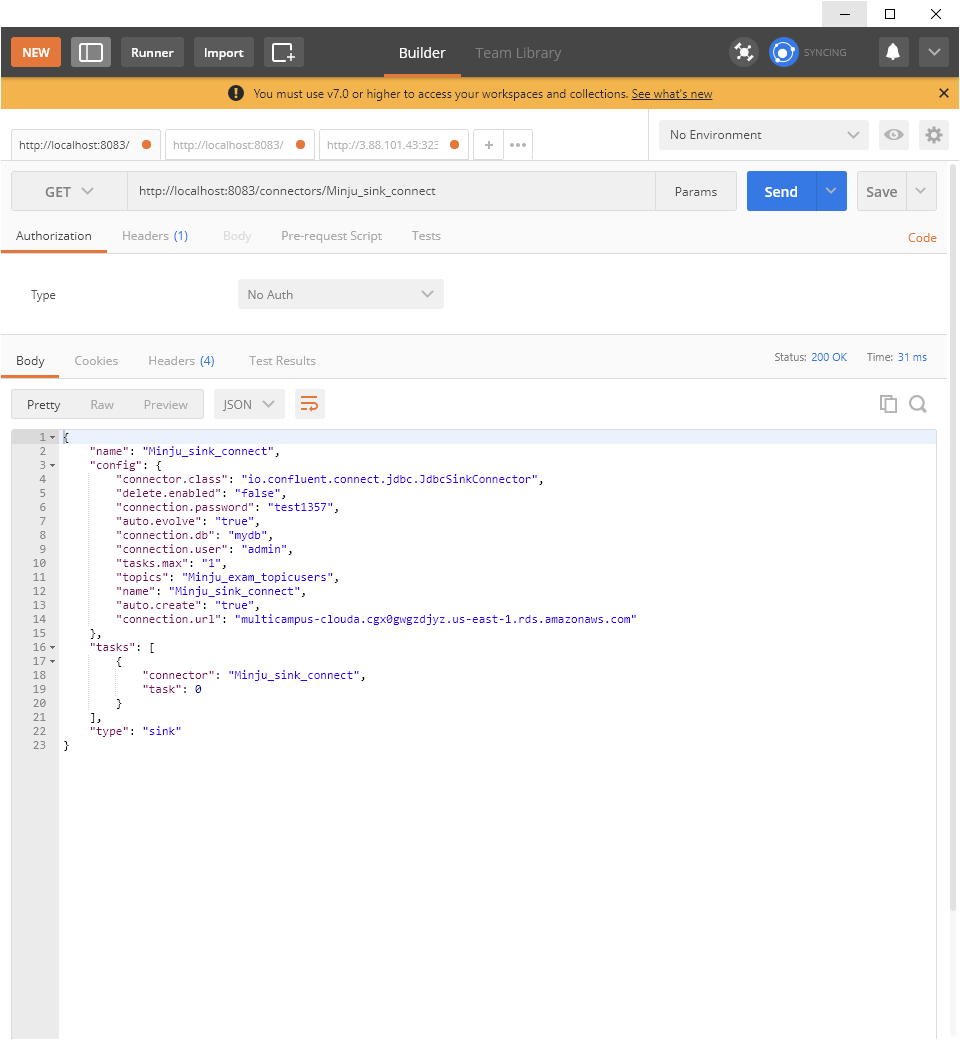 NEW Runner Import Builder Team Library SYNCING
You must use v7.0 or higher to access your workspaces and collections. See what's new
http://localhost:8083/ http://localhost:8083/ http://3.88.101.43:323 + ••• No Environment
GET http://localhost:8083/connectors/Minju_sink_connect Params Send Save
Authorization Headers (1) Body Pre-request Script Tests Code
Type No Auth
Body Cookies Headers (4) Test Results Status: 200 OK Time: 31 ms
Pretty Raw Preview JSON
1 {
2 "name": "Minju_sink_connect",
3 "config": {
4 "connector.class": "io.confluent.connect.jdbc.JdbcSinkConnector",
5 "delete.enabled": "false",
6 "connection.password": "test1357",
7 "auto.evolve": "true",
8 "connection.db": "mydb",
9 "connection.user": "admin",
10 "tasks.max": "1",
11 "topics": "Minju_exam_topicusers",
12 "name": "Minju_sink_connect",
13 "auto.create": "true",
14 "connection.url": "multicampus-clouda.cgx0gwgzdjyz.us-east-1.rds.amazonaws.com"
15 },
16 "tasks": [
17 {
18 "connector": "Minju_sink_connect",
19 "task": 0
20 }
21 ],
22 "type": "sink"
23 }